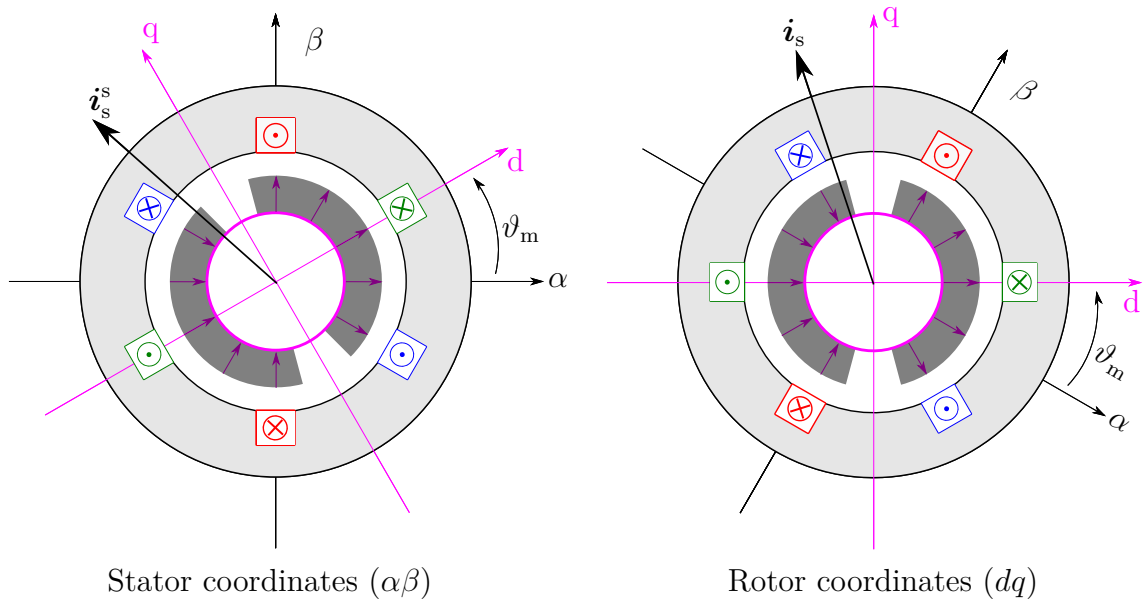 q
β
d
i_s^s
i_s
q
β
d
ϑ_m
α
ϑ_m
d
α
Stator coordinates (αβ)
Rotor coordinates (dq)